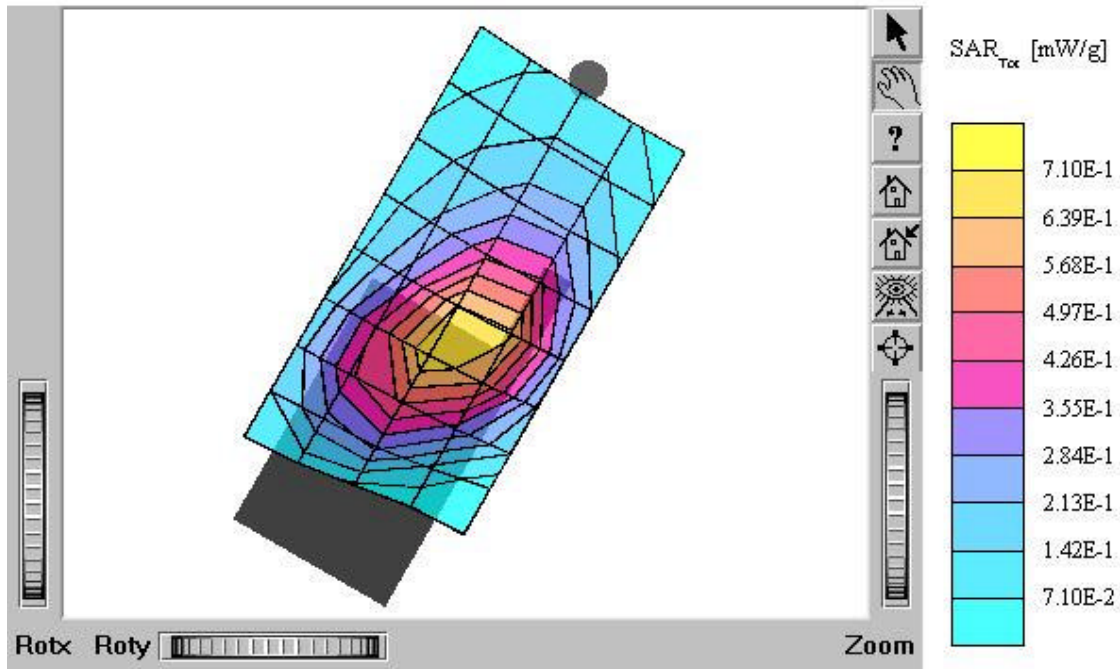 SAR_Tot [mW/g]
?
7.10E-1
6.39E-1
5.68E-1
4.97E-1
4.26E-1
3.55E-1
2.84E-1
2.13E-1
1.42E-1
7.10E-2
Rotx Roty Zoom